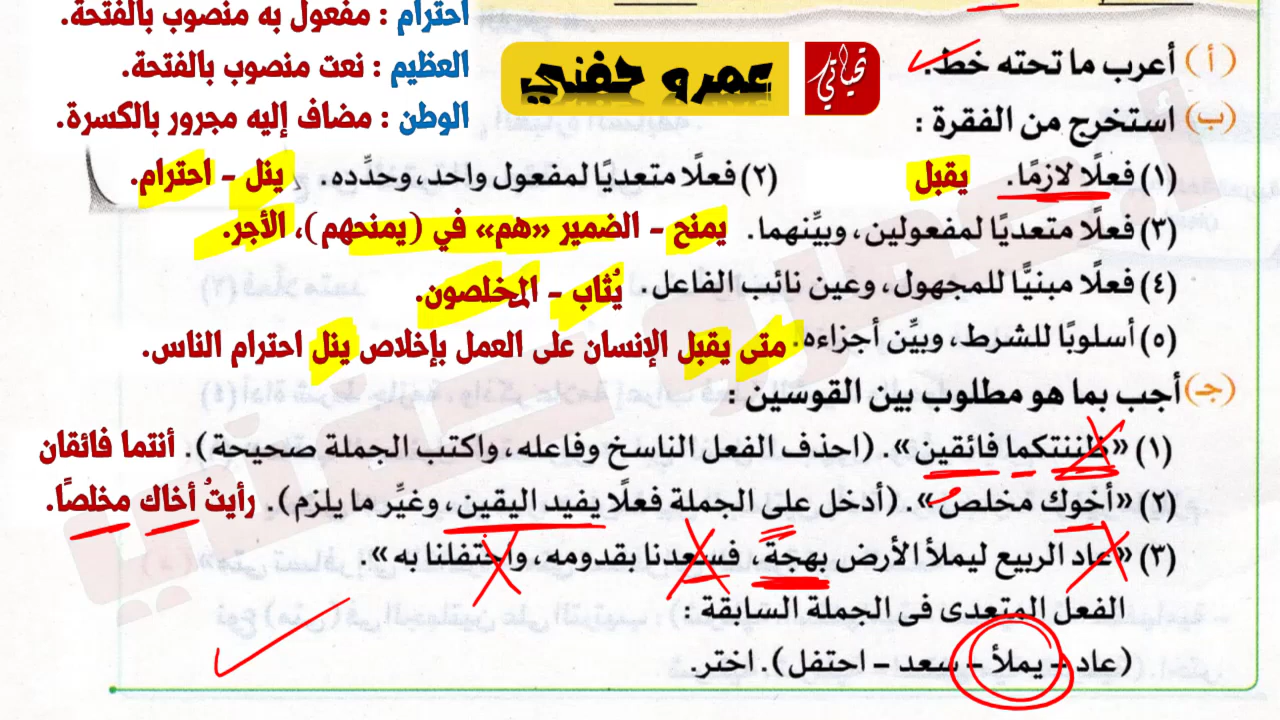 احترام : مفعول به منصوب بالفتحة.
العظيم : نعت منصوب بالفتحة.
الوطن : مضاف إليه مجرور بالكسرة.
تحياتي
عمرو حفني
(أ) أعرب ما تحته خط.
(ب) استخرج من الفقرة :
(١) فعلًا لازمًا. يقبل
(٢) فعلًا متعديًا لمفعول واحد، وحدِّده. ينل - احترام.
(٣) فعلًا متعديًا لمفعولين، وبيِّنهما. يمنح - الضمير «هم» في (يمنحهم)، الأجر.
(٤) فعلًا مبنيًّا للمجهول، وعين نائب الفاعل. يُثاب - المخلصون.
(٥) أسلوبًا للشرط، وبيِّن أجزاءه. متى يقبل الإنسان على العمل بإخلاص ينل احترام الناس.
(جـ) أجب بما هو مطلوب بين القوسين :
(١) «ظننتكما فائقين». (احذف الفعل الناسخ وفاعله، واكتب الجملة صحيحة). أنتما فائقان
(٢) «أخوك مخلص». (أدخل على الجملة فعلًا يفيد اليقين، وغيِّر ما يلزم). رأيتُ أخاك مخلصًا.
(٣) «عاد الربيع ليملأ الأرض بهجة، فسعدنا بقدومه، واحتفلنا به».
الفعل المتعدى فى الجملة السابقة :
(عاد - يملأ - سعد - احتفل). اختر.